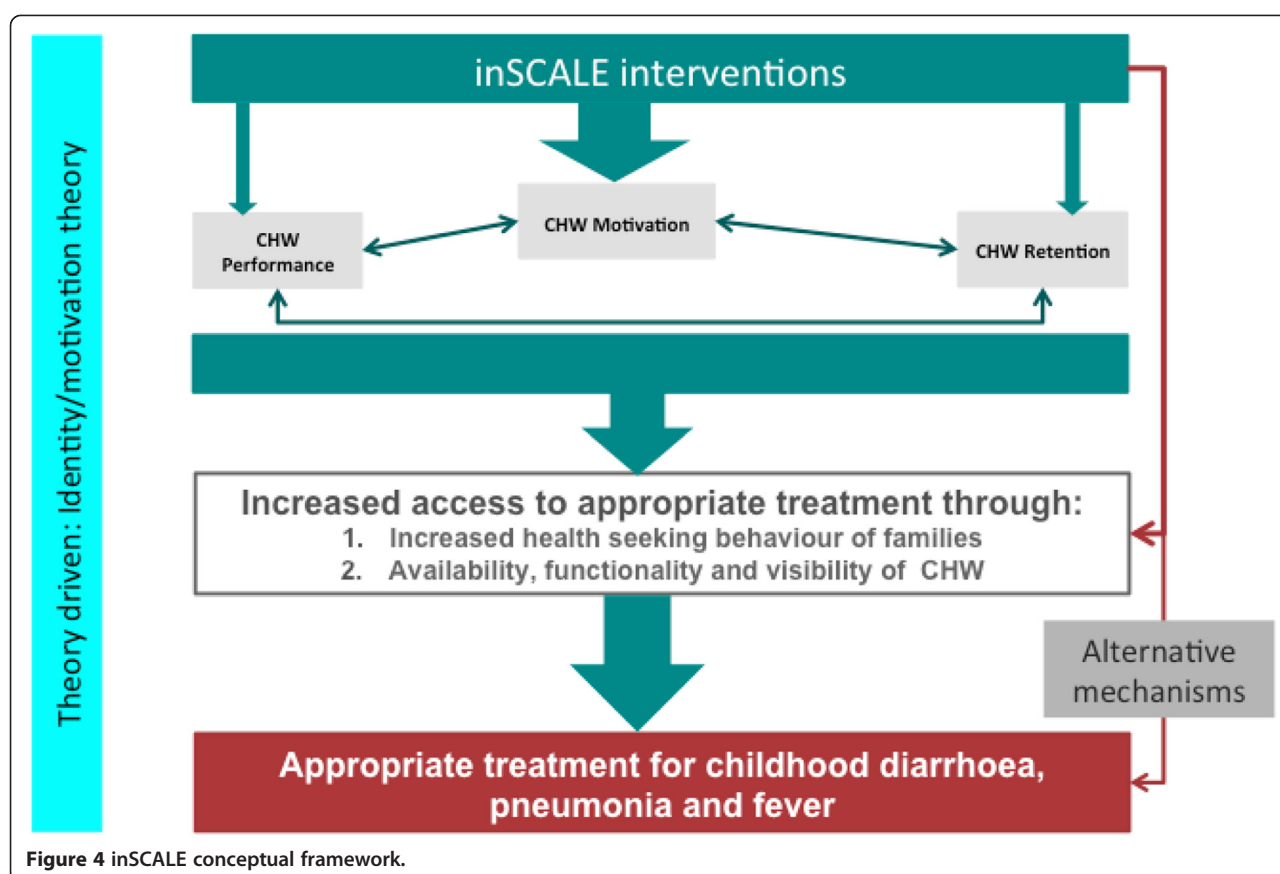 Theory driven: Identity/motivation theory
inSCALE interventions
CHW Motivation
CHW
Performance
CHW Retention
Increased access to appropriate treatment through:
1. Increased health seeking behaviour of families
2. Availability, functionality and visibility of CHW
Alternative
mechanisms
Appropriate treatment for childhood diarrhoea,
pneumonia and fever
Figure 4 inSCALE conceptual framework.